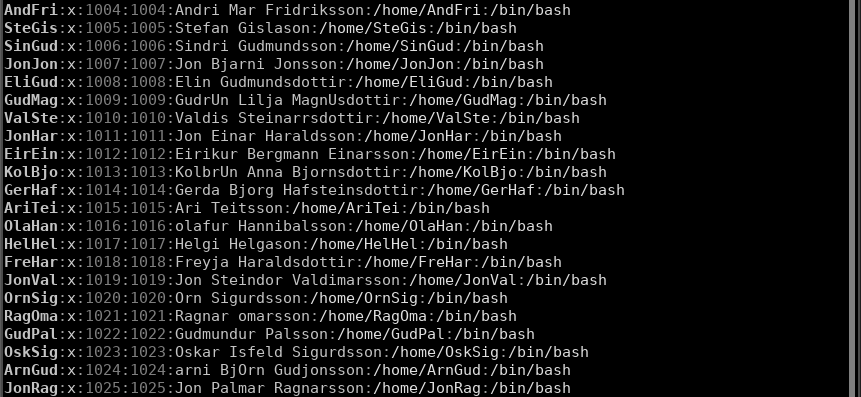 AndFri:x:1004:1004:Andri Mar Fridriksson:/home/AndFri:/bin/bash
SteGis:x:1005:1005:Stefan Gislason:/home/SteGis:/bin/bash
SinGud:x:1006:1006:Sindri Gudmundsson:/home/SinGud:/bin/bash
JonJon:x:1007:1007:Jon Bjarni Jonsson:/home/JonJon:/bin/bash
EliGud:x:1008:1008:Elin Gudmundsdottir:/home/EliGud:/bin/bash
GudMag:x:1009:1009:GudrUn Lilja MagnUsdottir:/home/GudMag:/bin/bash
ValSte:x:1010:1010:Valdis Steinarrsdottir:/home/ValSte:/bin/bash
JonHar:x:1011:1011:Jon Einar Haraldsson:/home/JonHar:/bin/bash
EirEin:x:1012:1012:Eirikur Bergmann Einarsson:/home/EirEin:/bin/bash
KolBjo:x:1013:1013:KolbrUn Anna Bjornsdottir:/home/KolBjo:/bin/bash
GerHaf:x:1014:1014:Gerda Bjorg Hafsteinsdottir:/home/GerHaf:/bin/bash
AriTei:x:1015:1015:Ari Teitsson:/home/AriTei:/bin/bash
OlaHan:x:1016:1016:olafur Hannibalsson:/home/OlaHan:/bin/bash
HelHel:x:1017:1017:Helgi Helgason:/home/HelHel:/bin/bash
FreHar:x:1018:1018:Freyja Haraldsdottir:/home/FreHar:/bin/bash
JonVal:x:1019:1019:Jon Steindor Valdimarsson:/home/JonVal:/bin/bash
OrnSig:x:1020:1020:Orn Sigurdsson:/home/OrnSig:/bin/bash
RagOma:x:1021:1021:Ragnar omarsson:/home/RagOma:/bin/bash
GudPal:x:1022:1022:Gudmundur Palsson:/home/GudPal:/bin/bash
OskSig:x:1023:1023:Oskar Isfeld Sigurdsson:/home/OskSig:/bin/bash
ArnGud:x:1024:1024:arni BjOrn Gudjonsson:/home/ArnGud:/bin/bash
JonRag:x:1025:1025:Jon Palmar Ragnarsson:/home/JonRag:/bin/bash